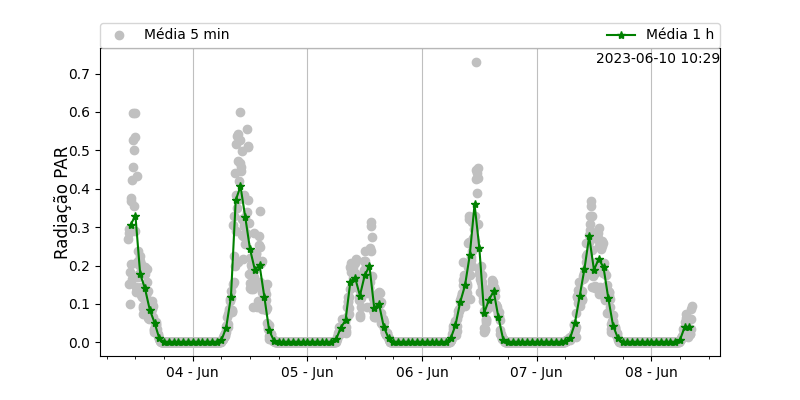 Média 5 min
Média 1 h
2023-06-10 10:29
Radiação PAR
0.7
0.6
0.5
0.4
0.3
0.2
0.1
0.0
04 - Jun
05 - Jun
06 - Jun
07 - Jun
08 - Jun